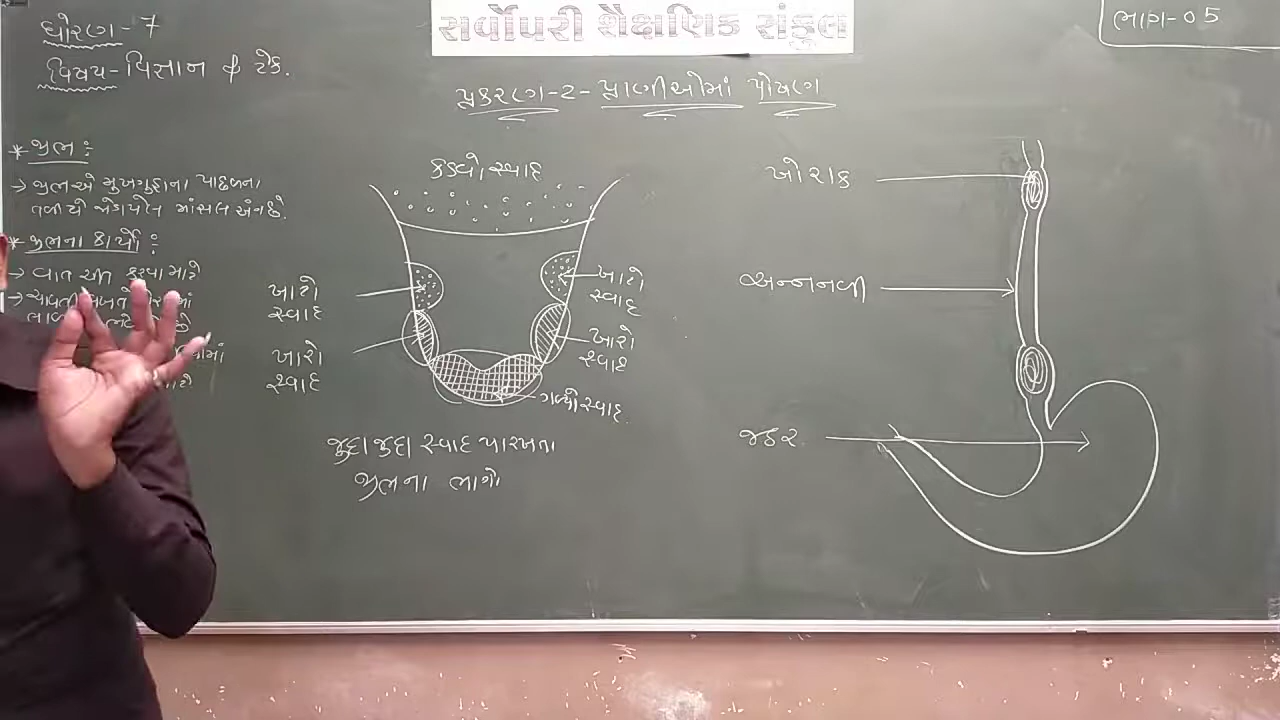 ધોરણ-7
વિષય-વિજ્ઞાન & ટેક.
સર્વોપરી શૈક્ષણિક સંકુલ
ભાગ-05
પ્રકરણ-2-પ્રાણીઓમાં પોષણ
* જીભ:
→ જીભએ મુખગુહાના પાછળના
તળીયે જોડાયેલ માંસલ અંગ છે.
* જીભના કાર્યો:
→ વાત ચીત કરવા માટે
કડવો સ્વાદ
ખાટો
સ્વાદ
ખારો
સ્વાદ
ખાટો
સ્વાદ
ખારો
સ્વાદ
ગળ્યો સ્વાદ.
જુદા જુદા સ્વાદ પારખતા
જીભના ભાગો
ખોરાક
અન્નનળી
જઠર